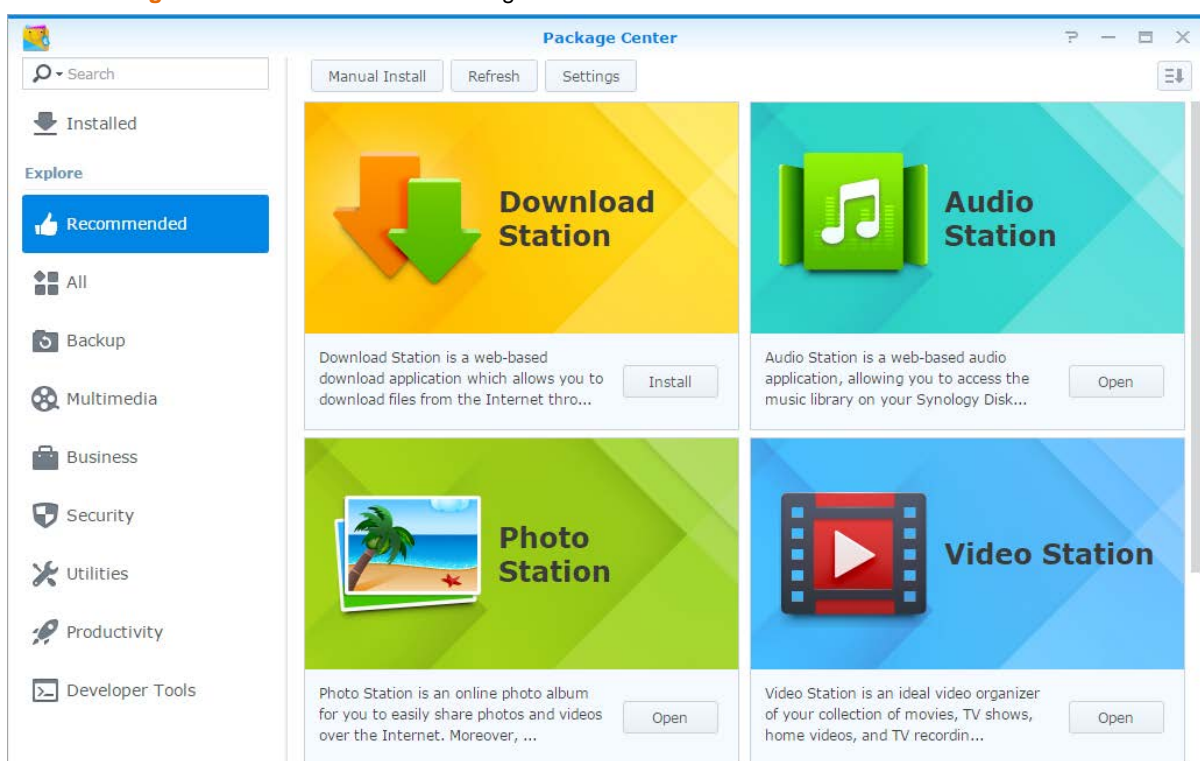 Package Center
Search
Manual Install
Refresh
Settings
Installed
Explore
Recommended
All
Backup
Multimedia
Business
Security
Utilities
Productivity
Developer Tools
Download
Station
Download Station is a web-based
download application which allows you to
download files from the Internet thro...
Install
Audio
Station
Audio Station is a web-based audio
application, allowing you to access the
music library on your Synology Disk...
Open
Photo
Station
Photo Station is an online photo album
for you to easily share photos and videos
over the Internet. Moreover, ...
Open
Video Station
Video Station is an ideal video organizer
of your collection of movies, TV shows,
home videos, and TV recordin...
Open